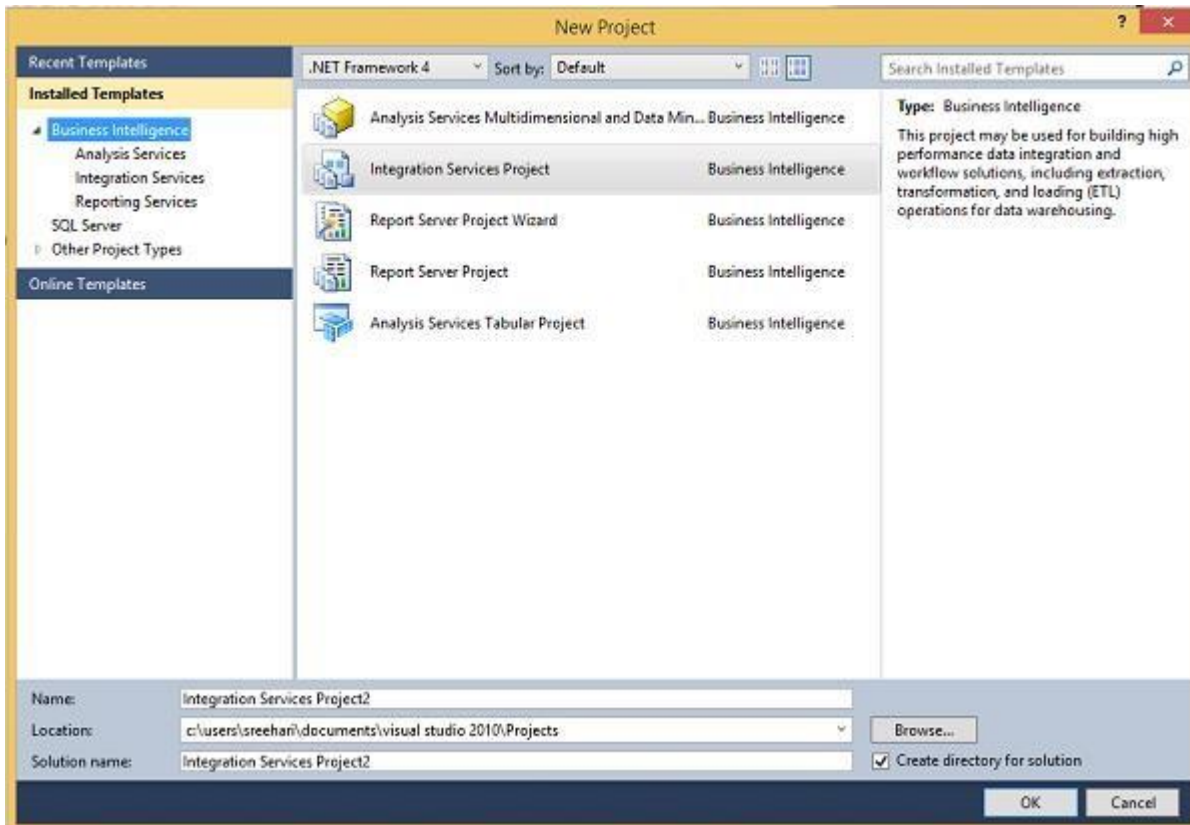 New Project
?
Recent Templates
Installed Templates
Business Intelligence
Analysis Services
Integration Services
Reporting Services
SQL Server
Other Project Types
Online Templates
.NET Framework 4
Sort by: Default
Analysis Services Multidimensional and Data Min... Business Intelligence
Integration Services Project Business Intelligence
Report Server Project Wizard Business Intelligence
Report Server Project Business Intelligence
Analysis Services Tabular Project Business Intelligence
Search Installed Templates
Type: Business Intelligence
This project may be used for building high
performance data integration and
workflow solutions, including extraction,
transformation, and loading (ETL)
operations for data warehousing.
Name: Integration Services Project2
Location: c:\users\sreehari\documents\visual studio 2010\Projects
Browse...
Solution name: Integration Services Project2
Create directory for solution
OK Cancel